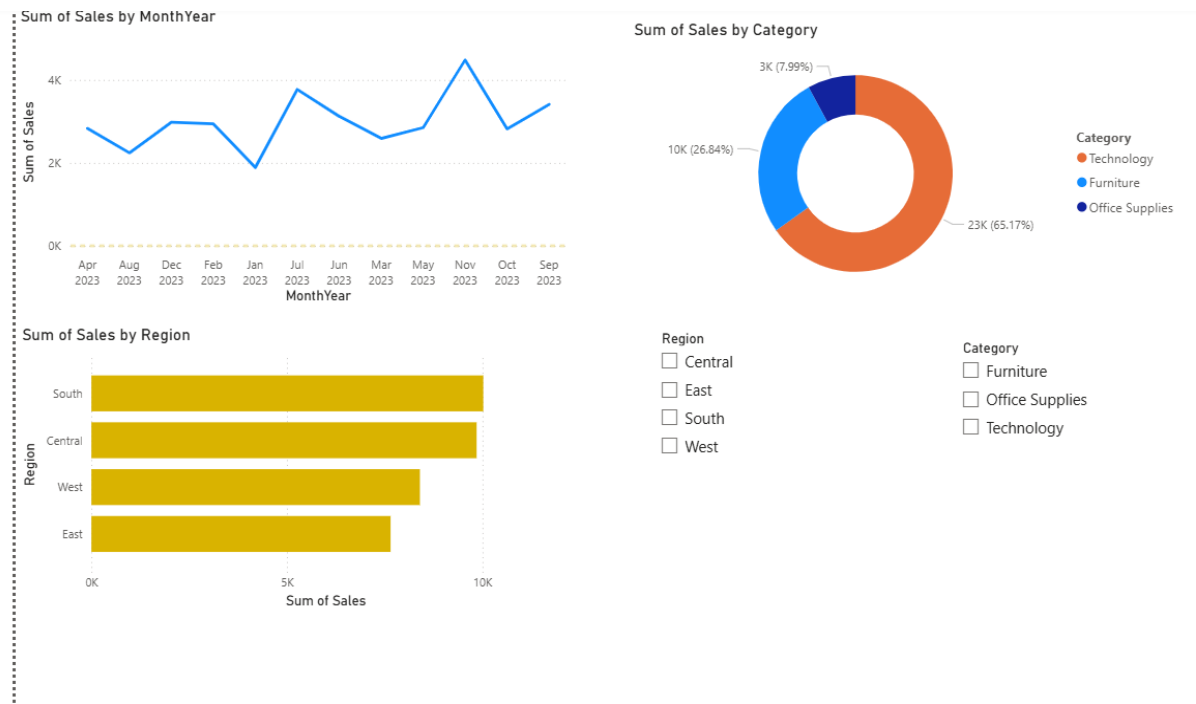 Sum of Sales by MonthYear
Sum of Sales
4K
2K
0K
Apr Aug Dec Feb Jan Jul Jun Mar May Nov Oct Sep
2023 2023 2023 2023 2023 2023 2023 2023 2023 2023 2023 2023
MonthYear
Sum of Sales by Category
3K (7.99%)
10K (26.84%)
23K (65.17%)
Category
Technology
Furniture
Office Supplies
Sum of Sales by Region
Region
South
Central
West
East
0K 5K 10K
Sum of Sales
Region
Central
East
South
West
Category
Furniture
Office Supplies
Technology